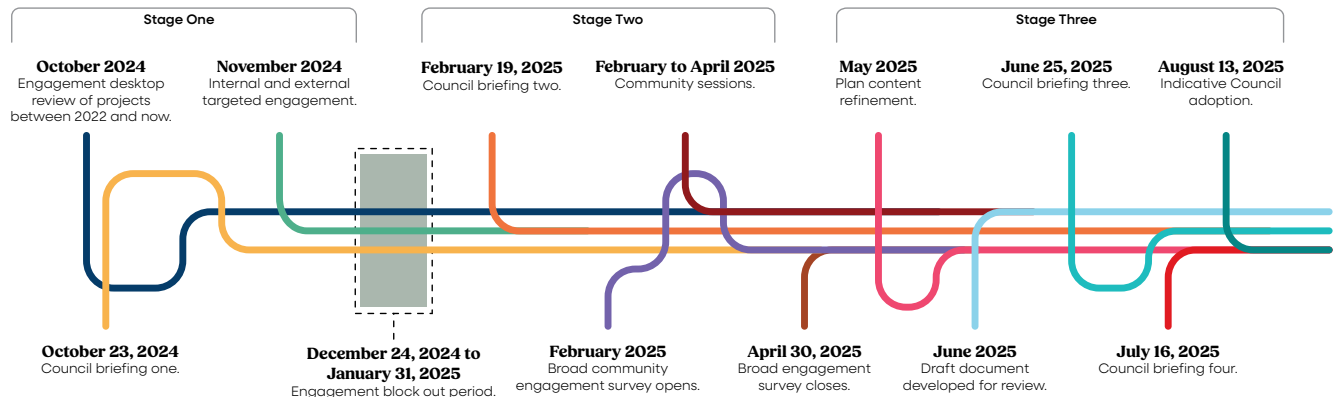 Stage One
Stage Two
Stage Three
October 2024
Engagement desktop
review of projects
between 2022 and now.
November 2024
Internal and external
targeted engagement.
February 19, 2025
Council briefing two.
February to April 2025
Community sessions.
May 2025
Plan content
refinement.
June 25, 2025
Council briefing three.
August 13, 2025
Indicative Council
adoption.
October 23, 2024
Council briefing one.
December 24, 2024 to
January 31, 2025
Engagement block out period.
February 2025
Broad community
engagement survey opens.
April 30, 2025
Broad engagement
survey closes.
June 2025
Draft document
developed for review.
July 16, 2025
Council briefing four.